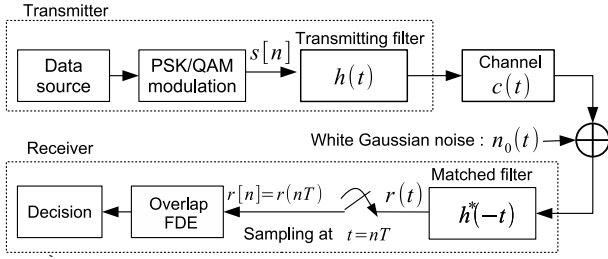 Transmitter
Data source
PSK/QAM modulation
s[n]
Transmitting filter
h(t)
Channel
c(t)
White Gaussian noise : n₀(t)
Receiver
Decision
Overlap FDE
r[n]=r(nT)
Sampling at t=nT
r(t)
Matched filter
h*(-t)